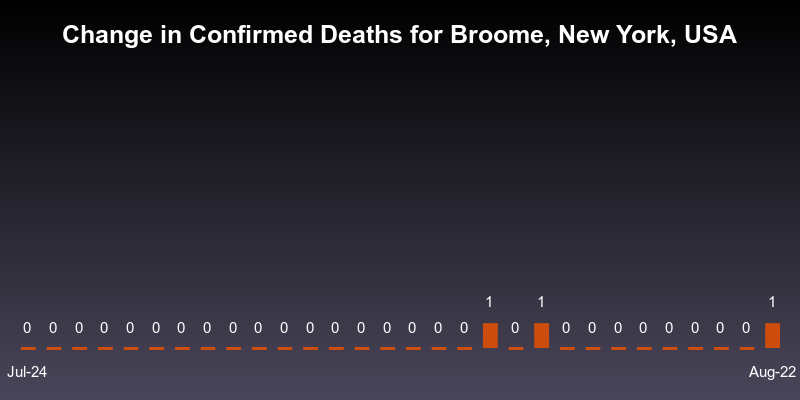 Change in Confirmed Deaths for Broome, New York, USA
1 1 1
0 0 0 0 0 0 0 0 0 0 0 0 0 0 0 0 0 0 0 0 0 0 0 0 0 0 0
Jul-24 Aug-22